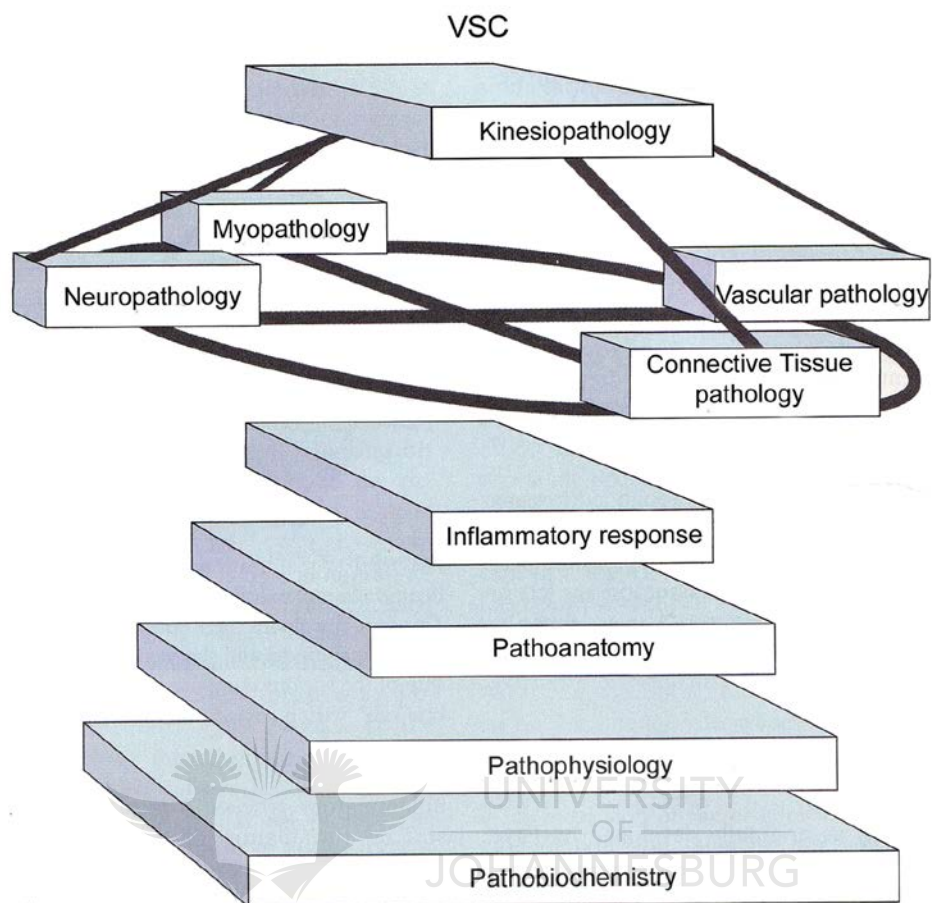 VSC
Kinesiopathology
Myopathology
Neuropathology
Vascular pathology
Connective Tissue
pathology
Inflammatory response
Pathoanatomy
Pathophysiology
UNIVERSITY
OF
JOHANNESBURG
Pathobiochemistry